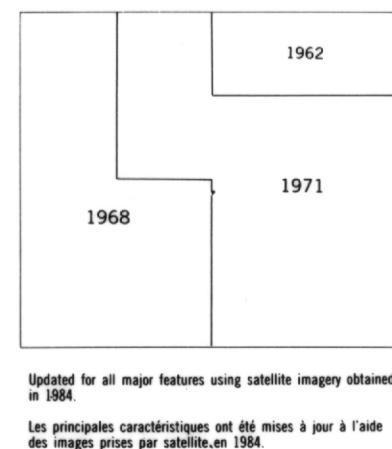 1962
1971
1968
Updated for all major features using satellite imagery obtained
in 1984.
Les principales caractéristiques ont été mises à jour à l'aide
des images prises par satellite, en 1984.